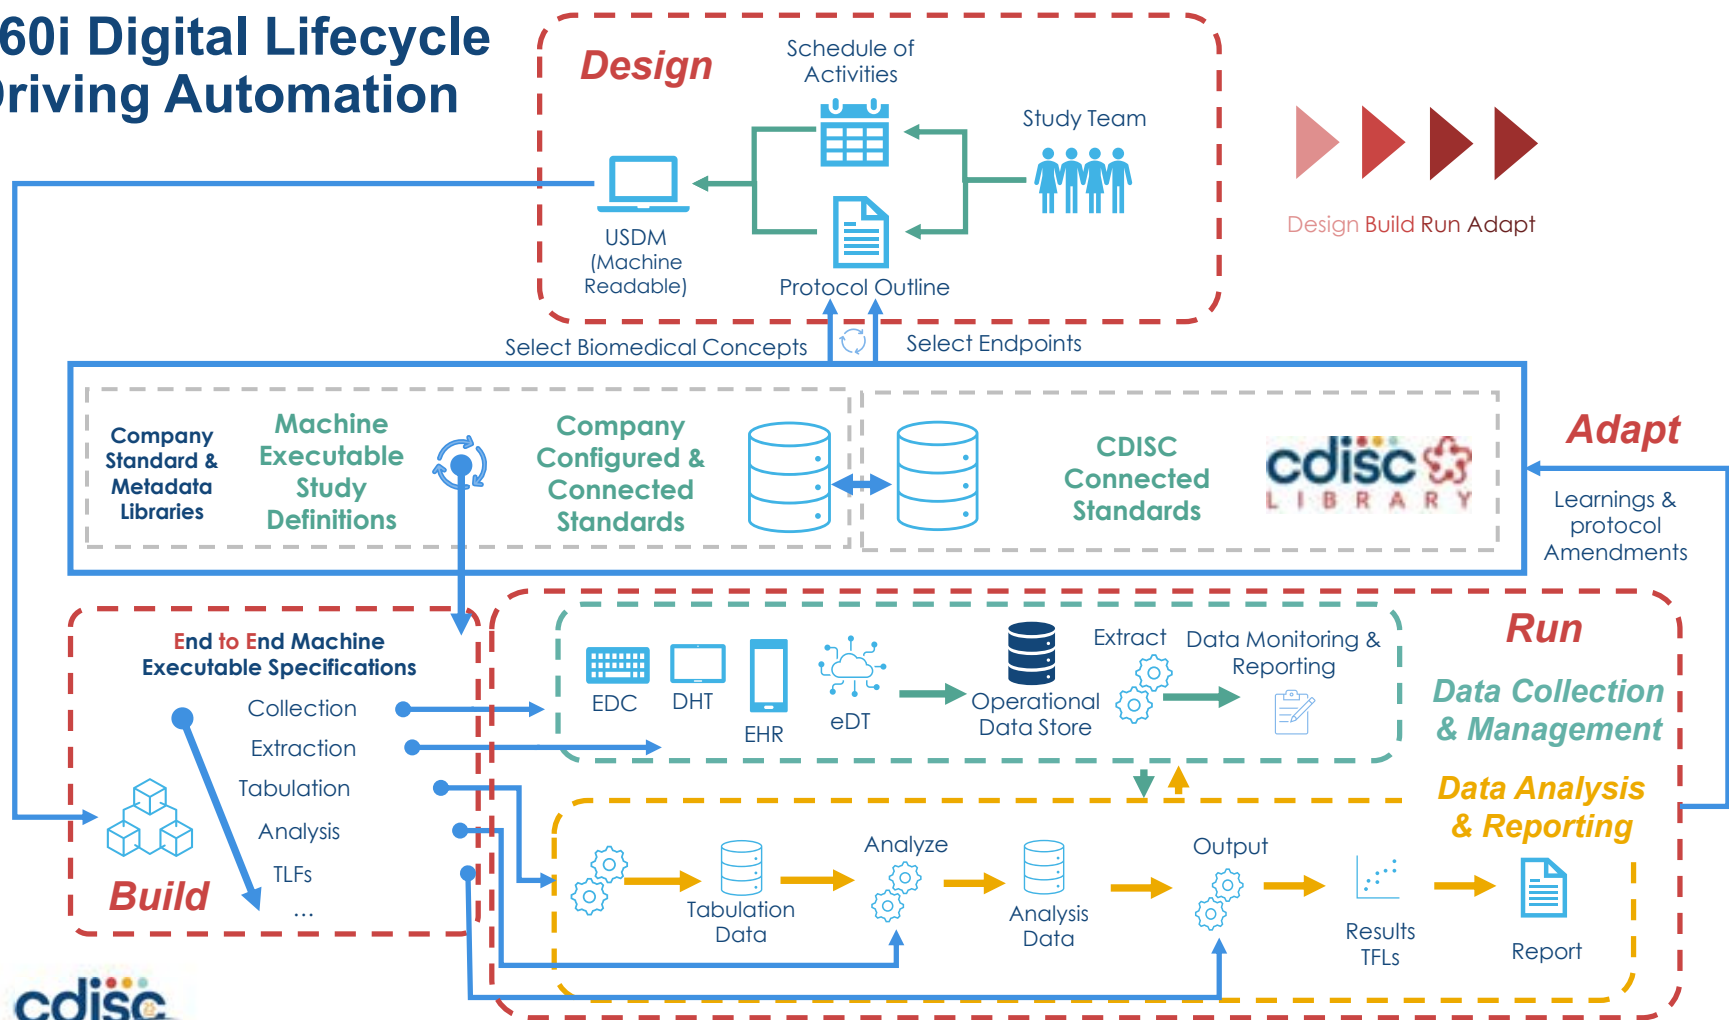 60i Digital Lifecycle
Driving Automation
Design
Schedule of
Activities
Study Team
USDM
(Machine
Readable)
Protocol Outline
Design Build Run Adapt
Select Biomedical Concepts
Select Endpoints
Company
Standard &
Metadata
Libraries
Machine
Executable
Study
Definitions
Company
Configured &
Connected
Standards
CDISC
Connected
Standards
cdisc
LIBRARY
Adapt
Learnings &
protocol
Amendments
End to End Machine
Executable Specifications
Collection
Extraction
Tabulation
Analysis
TLFs
...
Build
EDC
DHT
EHR
eDT
Operational
Data Store
Extract
Data Monitoring &
Reporting
Run
Data Collection
& Management
Data Analysis
& Reporting
Tabulation
Data
Analyze
Analysis
Data
Output
Results
TFLs
Report
cdisc